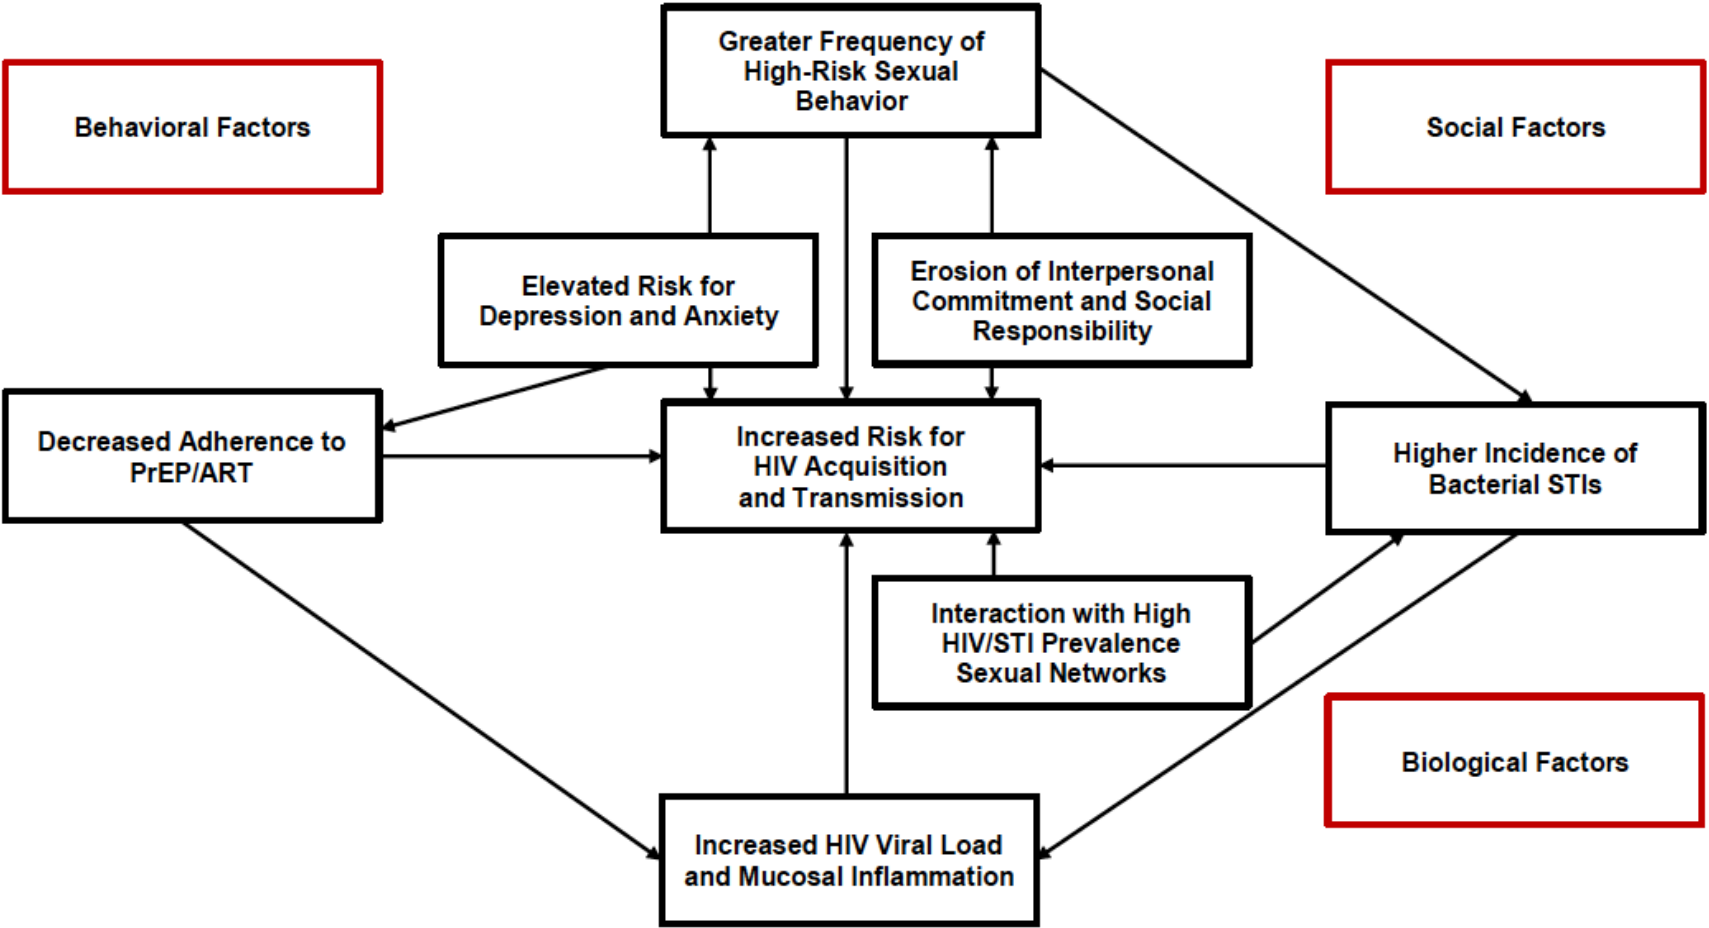 Greater Frequency of
High-Risk Sexual
Behavior
Behavioral Factors
Social Factors
Elevated Risk for
Depression and Anxiety
Erosion of Interpersonal
Commitment and Social
Responsibility
Decreased Adherence to
PrEP/ART
Increased Risk for
HIV Acquisition
and Transmission
Higher Incidence of
Bacterial STIs
Interaction with High
HIV/STI Prevalence
Sexual Networks
Biological Factors
Increased HIV Viral Load
and Mucosal Inflammation